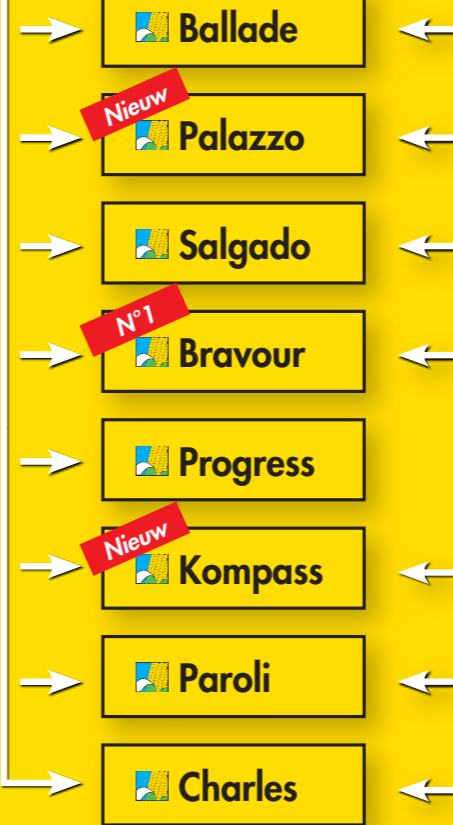 Ballade
Nieuw
Palazzo
Salgado
N°1
Bravour
Progress
Nieuw
Kompass
Paroli
Charles